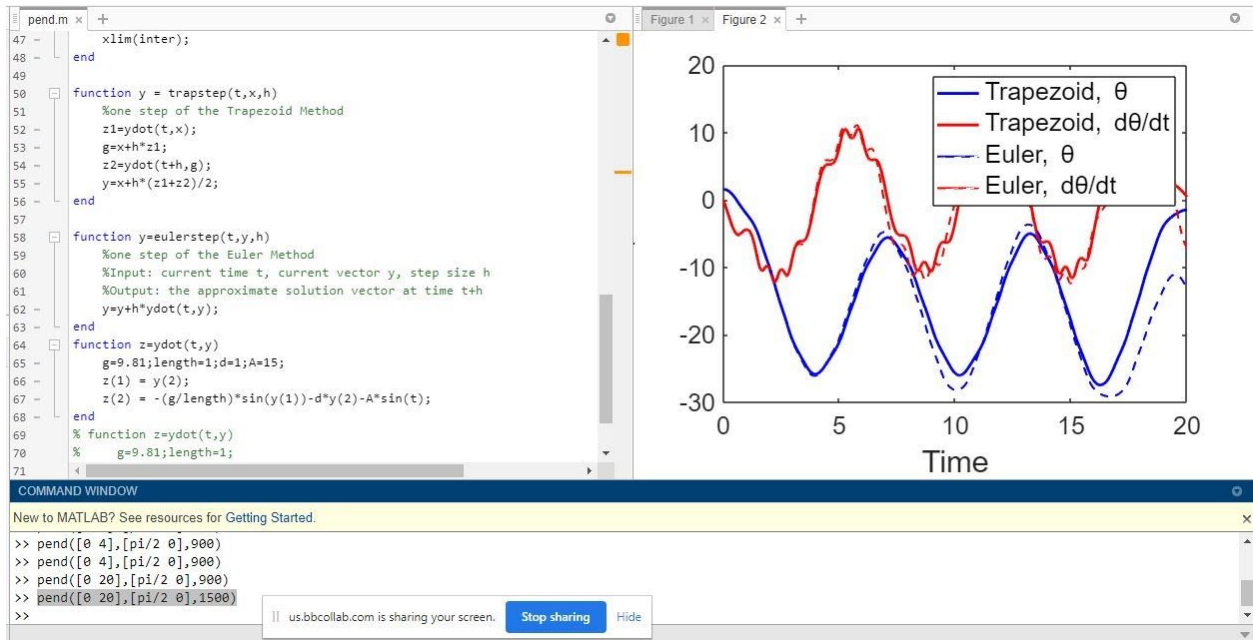 pend.m × +
Figure 1 × Figure 2 × +
47 - xlim(inter);
48 - end
49
50 function y = trapstep(t,x,h)
51 %one step of the Trapezoid Method
52 - z1=ydot(t,x);
53 - g=x+h*z1;
54 - z2=ydot(t+h,g);
55 - y=x+h*(z1+z2)/2;
56 - end
57
58 function y=eulerstep(t,y,h)
59 %one step of the Euler Method
60 %Input: current time t, current vector y, step size h
61 %Output: the approximate solution vector at time t+h
62 - y=y+h*ydot(t,y);
63 - end
64 function z=ydot(t,y)
65 - g=9.81;length=1;d=1;A=15;
66 - z(1) = y(2);
67 - z(2) = -(g/length)*sin(y(1))-d*y(2)-A*sin(t);
68 - end
69 % function z=ydot(t,y)
70 % g=9.81;length=1;
71
20
10
0
-10
-20
-30
0 5 10 15 20
Time
Trapezoid, θ
Trapezoid, dθ/dt
Euler, θ
Euler, dθ/dt
COMMAND WINDOW
New to MATLAB? See resources for Getting Started. ×
>> pend([0 4],[pi/2 0],900)
>> pend([0 4],[pi/2 0],900)
>> pend([0 20],[pi/2 0],900)
>> pend([0 20],[pi/2 0],1500)
>>
us.bbcollab.com is sharing your screen. Stop sharing Hide